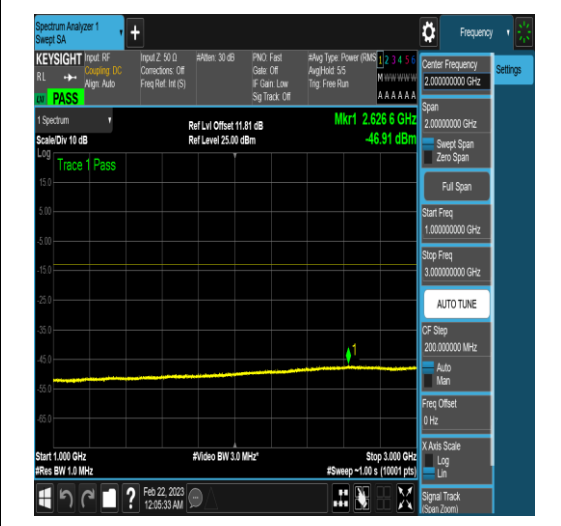 Spectrum Analyzer 1
Swept SA
Frequency
KEYSIGHT
RL
PASS
Input: RF
Coupling: DC
Align: Auto
Input Z: 50 Ω
Corrections: Off
Freq Ref: Int (S)
#Atten: 30 dB
PNO: Fast
Gate: Off
IF Gain: Low
Sig Track: Off
#Avg Type: Power (RMS
Avg|Hold: 5/5
Trig: Free Run
1 2 3 4 5 6
M W W W W W
A A A A A A
1 Spectrum
Scale/Div 10 dB
Log
Ref Lvl Offset 11.81 dB
Ref Level 25.00 dBm
Mkr1 2.626 6 GHz
-46.91 dBm
Trace 1 Pass
15.0
5.00
-5.00
-15.0
-25.0
-35.0
-45.0
-55.0
-65.0
1
Start 1.000 GHz
#Res BW 1.0 MHz
#Video BW 3.0 MHz*
Stop 3.000 GHz
#Sweep ~1.00 s (10001 pts)
Center Frequency
2.000000000 GHz
Settings
Span
2.00000000 GHz
Swept Span
Zero Span
Full Span
Start Freq
1.000000000 GHz
Stop Freq
3.000000000 GHz
AUTO TUNE
CF Step
200.000000 MHz
Auto
Man
Freq Offset
0 Hz
X Axis Scale
Log
Lin
Signal Track
(Span Zoom)
?
Feb 22, 2023
12:05:33 AM